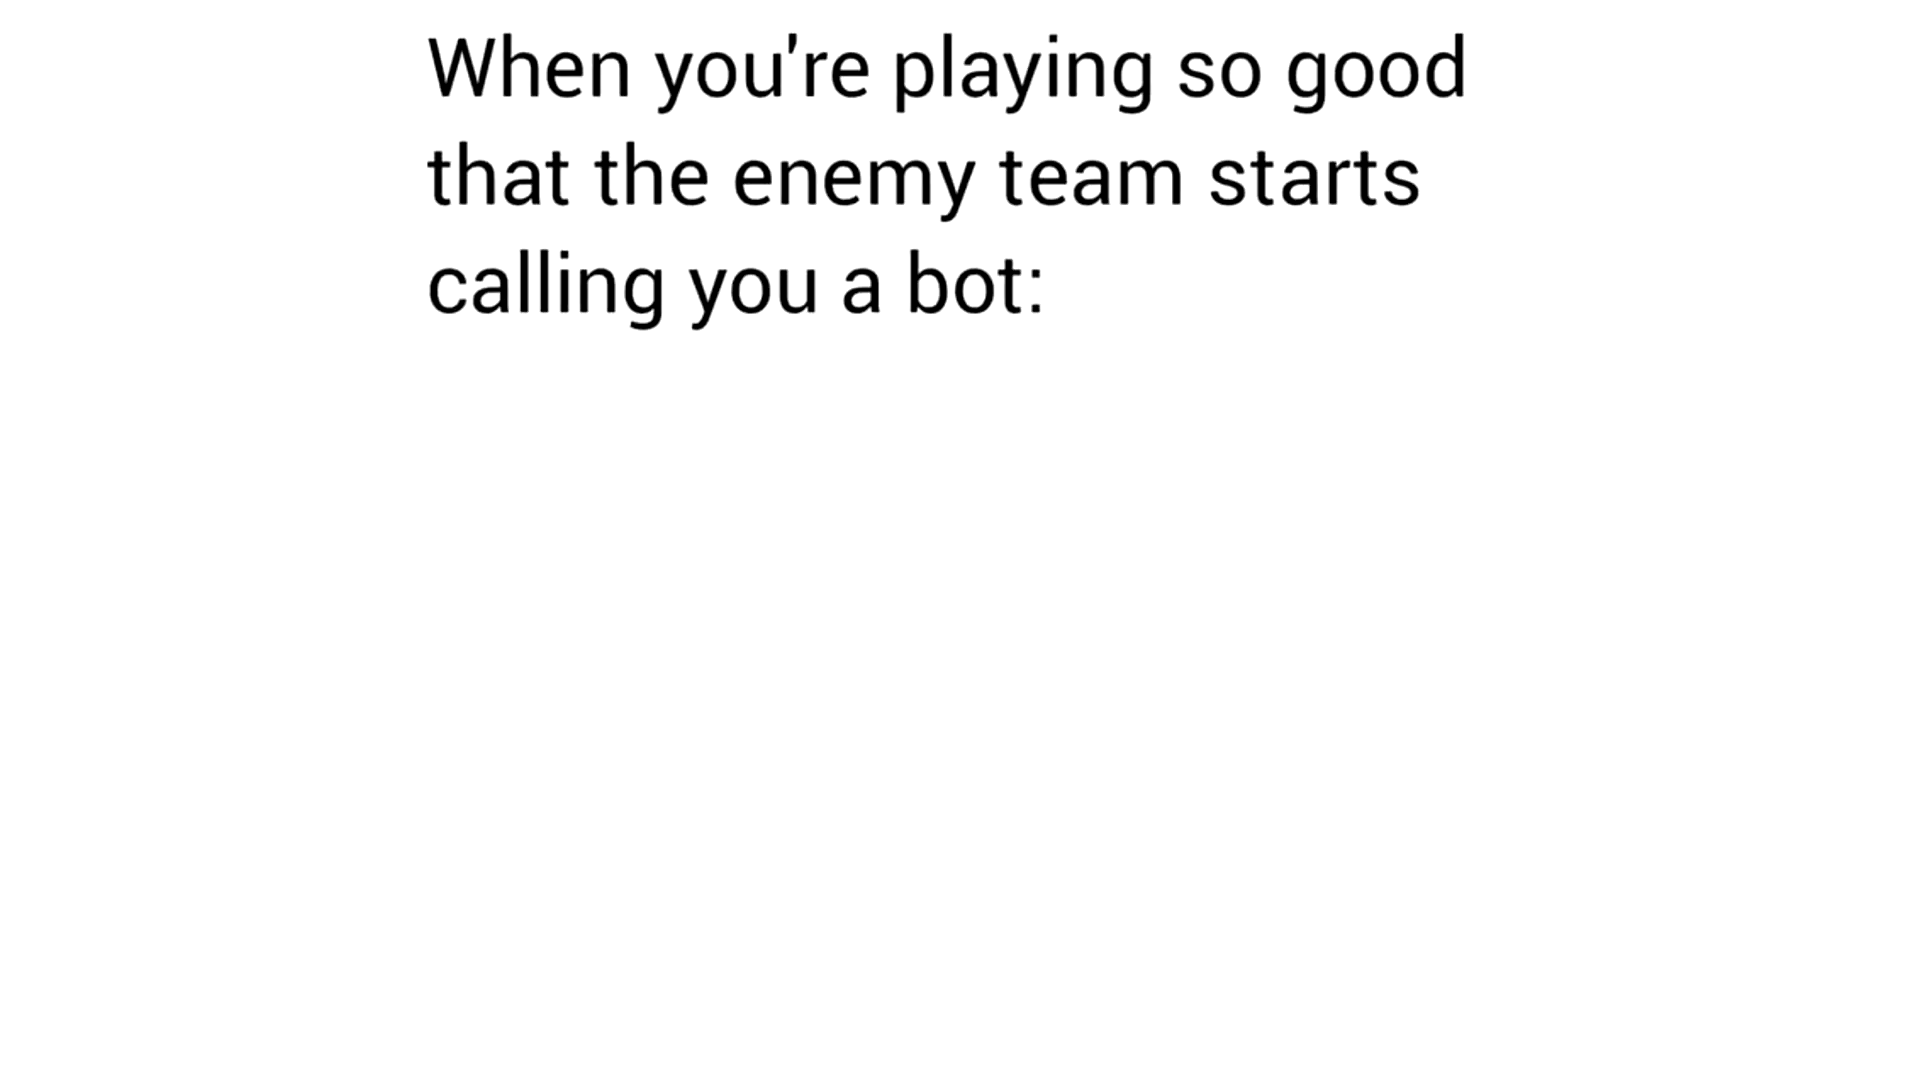 When you're playing so good
that the enemy team starts
calling you a bot: